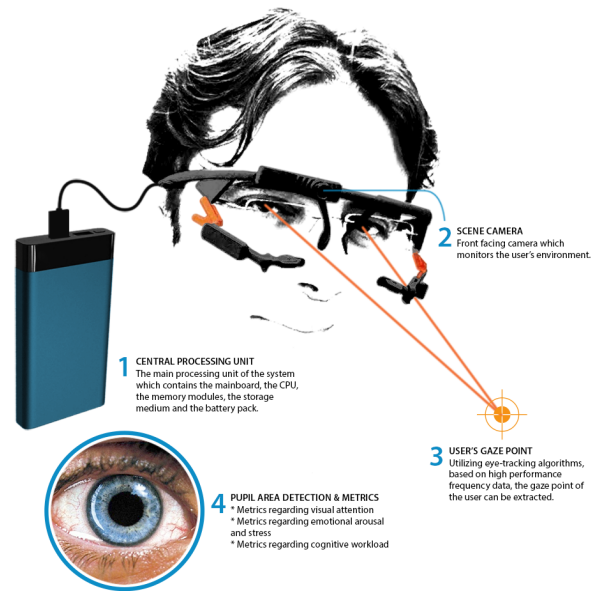 2 SCENE CAMERA
Front facing camera which
monitors the user's environment.
1 CENTRAL PROCESSING UNIT
The main processing unit of the system
which contains the mainboard, the CPU,
the memory modules, the storage
medium and the battery pack.
3 USER'S GAZE POINT
Utilizing eye-tracking algorithms,
based on high performance
frequency data, the gaze point of
the user can be extracted.
4 PUPIL AREA DETECTION & METRICS
* Metrics regarding visual attention
* Metrics regarding emotional arousal
and stress
* Metrics regarding cognitive workload